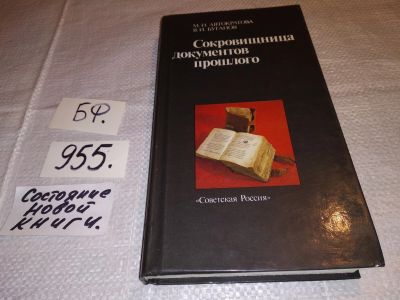 М. И. АВТОКРАТОВА
В. И. БУГАНОВ
Сокровищница
документов
прошлого
"Советская Россия"
БФ.
955.
Состояние
новой
книги.